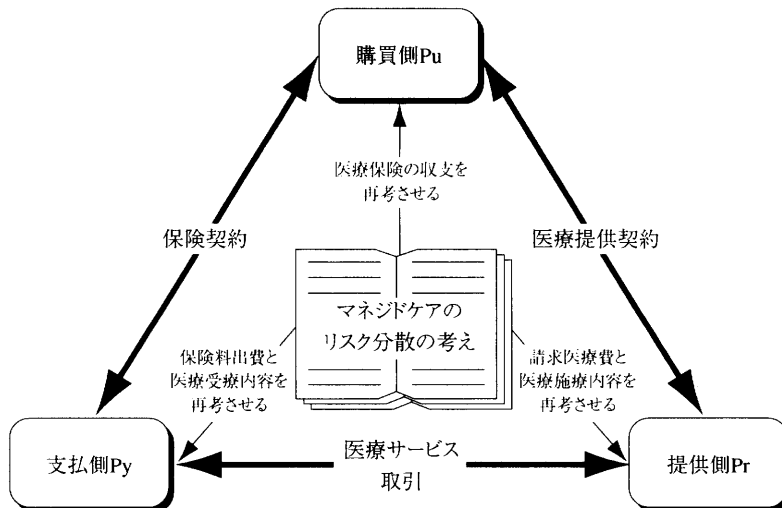 購買側Pu
医療保険の収支を
再考させる
保険契約
医療提供契約
マネジドケアの
リスク分散の考え
保険料出費と
医療受療内容を
再考させる
請求医療費と
医療施療内容を
再考させる
支払側Py
医療サービス
取引
提供側Pr